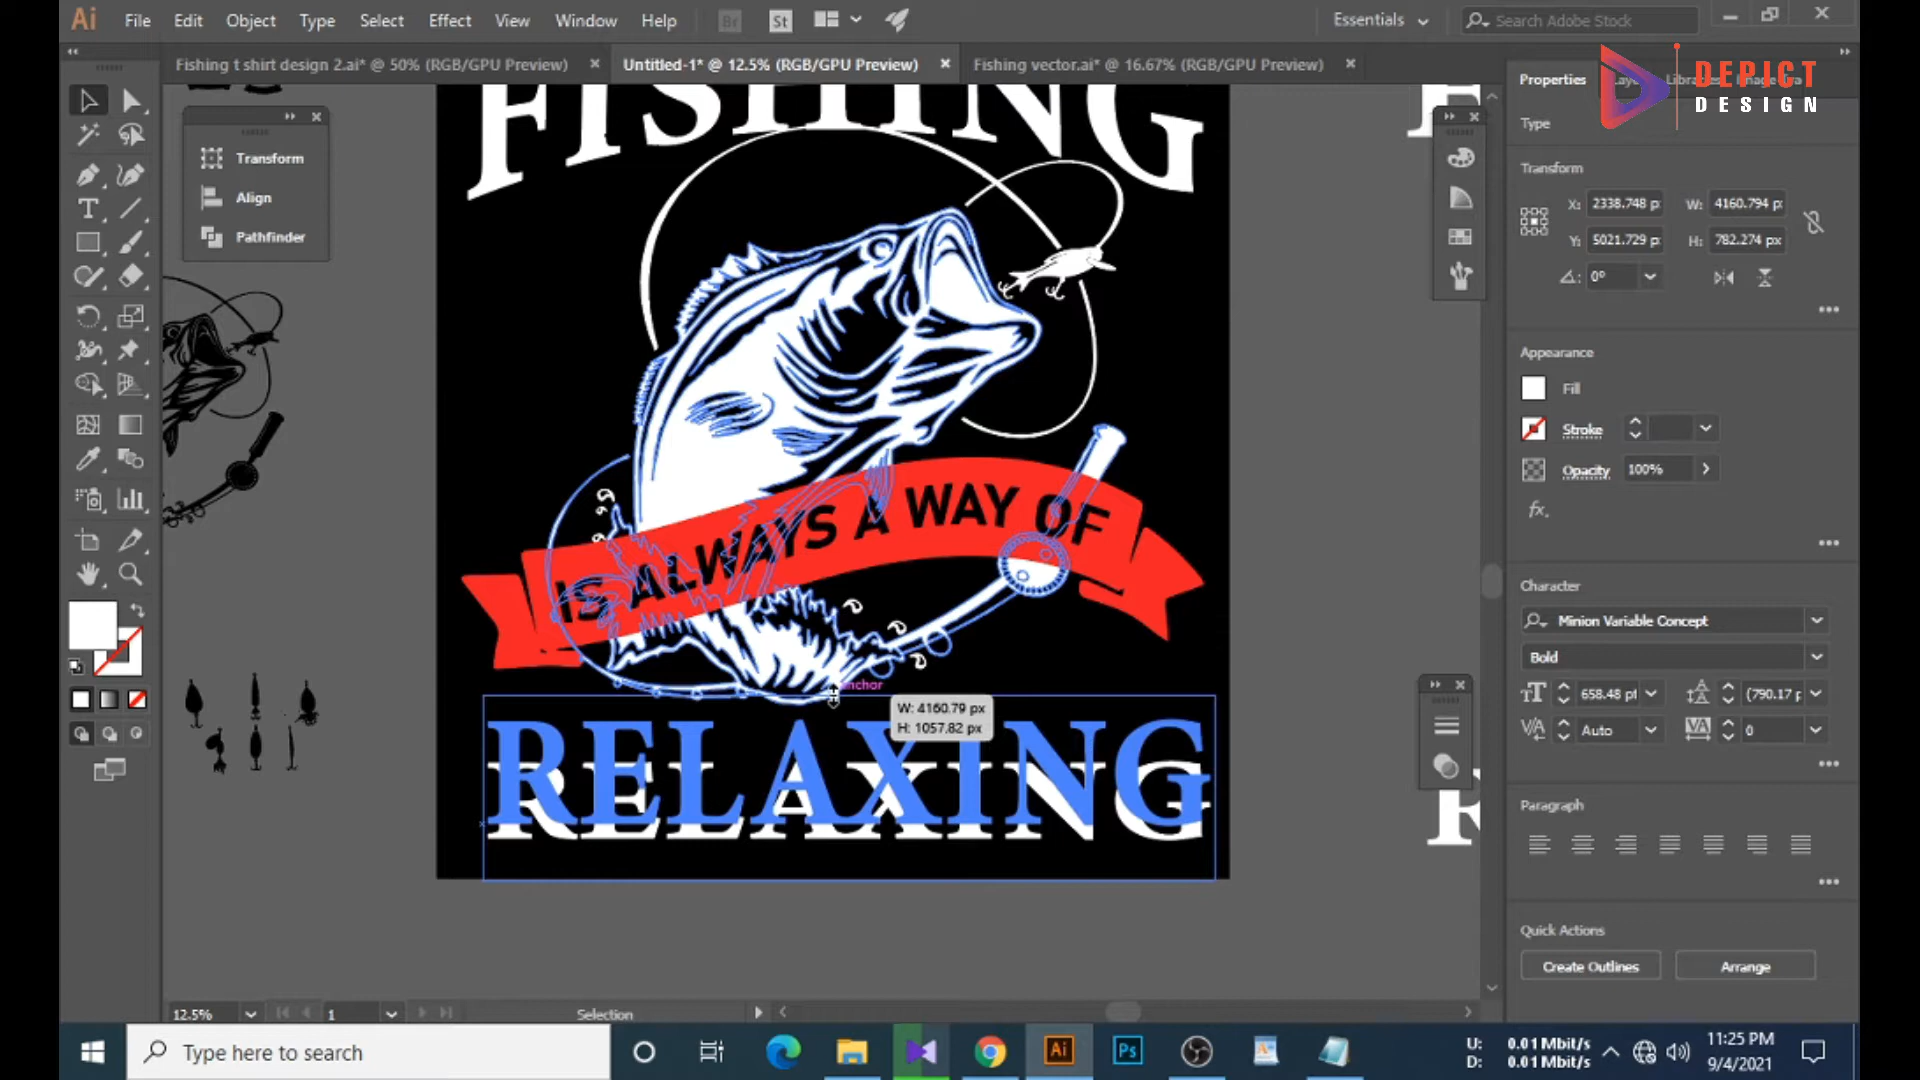 Ai File Edit Object Type Select Effect View Window Help Br St Essentials Search Adobe Stock
Fishing t shirt design 2.ai* @ 50% (RGB/GPU Preview) Untitled-1* @ 12.5% (RGB/GPU Preview) Fishing vector.ai* @ 16.67% (RGB/GPU Preview)
DEPICT
DESIGN
Properties
Type
Transform
Align
Pathfinder
FISHING
IS ALWAYS A WAY OF
anchor
W: 4160.79 px
H: 1057.82 px
RELAXING
Transform
X: 2338.748 W: 4160.794
Y: 5021.729 H: 782.274 px
0°
Appearance
Fill
Stroke
Opacity 100%
fx.
Character
Minion Variable Concept
Bold
658.48 (790.17
Auto 0
Paragraph
Quick Actions
Create Outlines Arrange
12.5% 1 Selection
Type here to search
Ai Ps
U: 0.01 Mbit/s
D: 0.01 Mbit/s
11:25 PM
9/4/2021